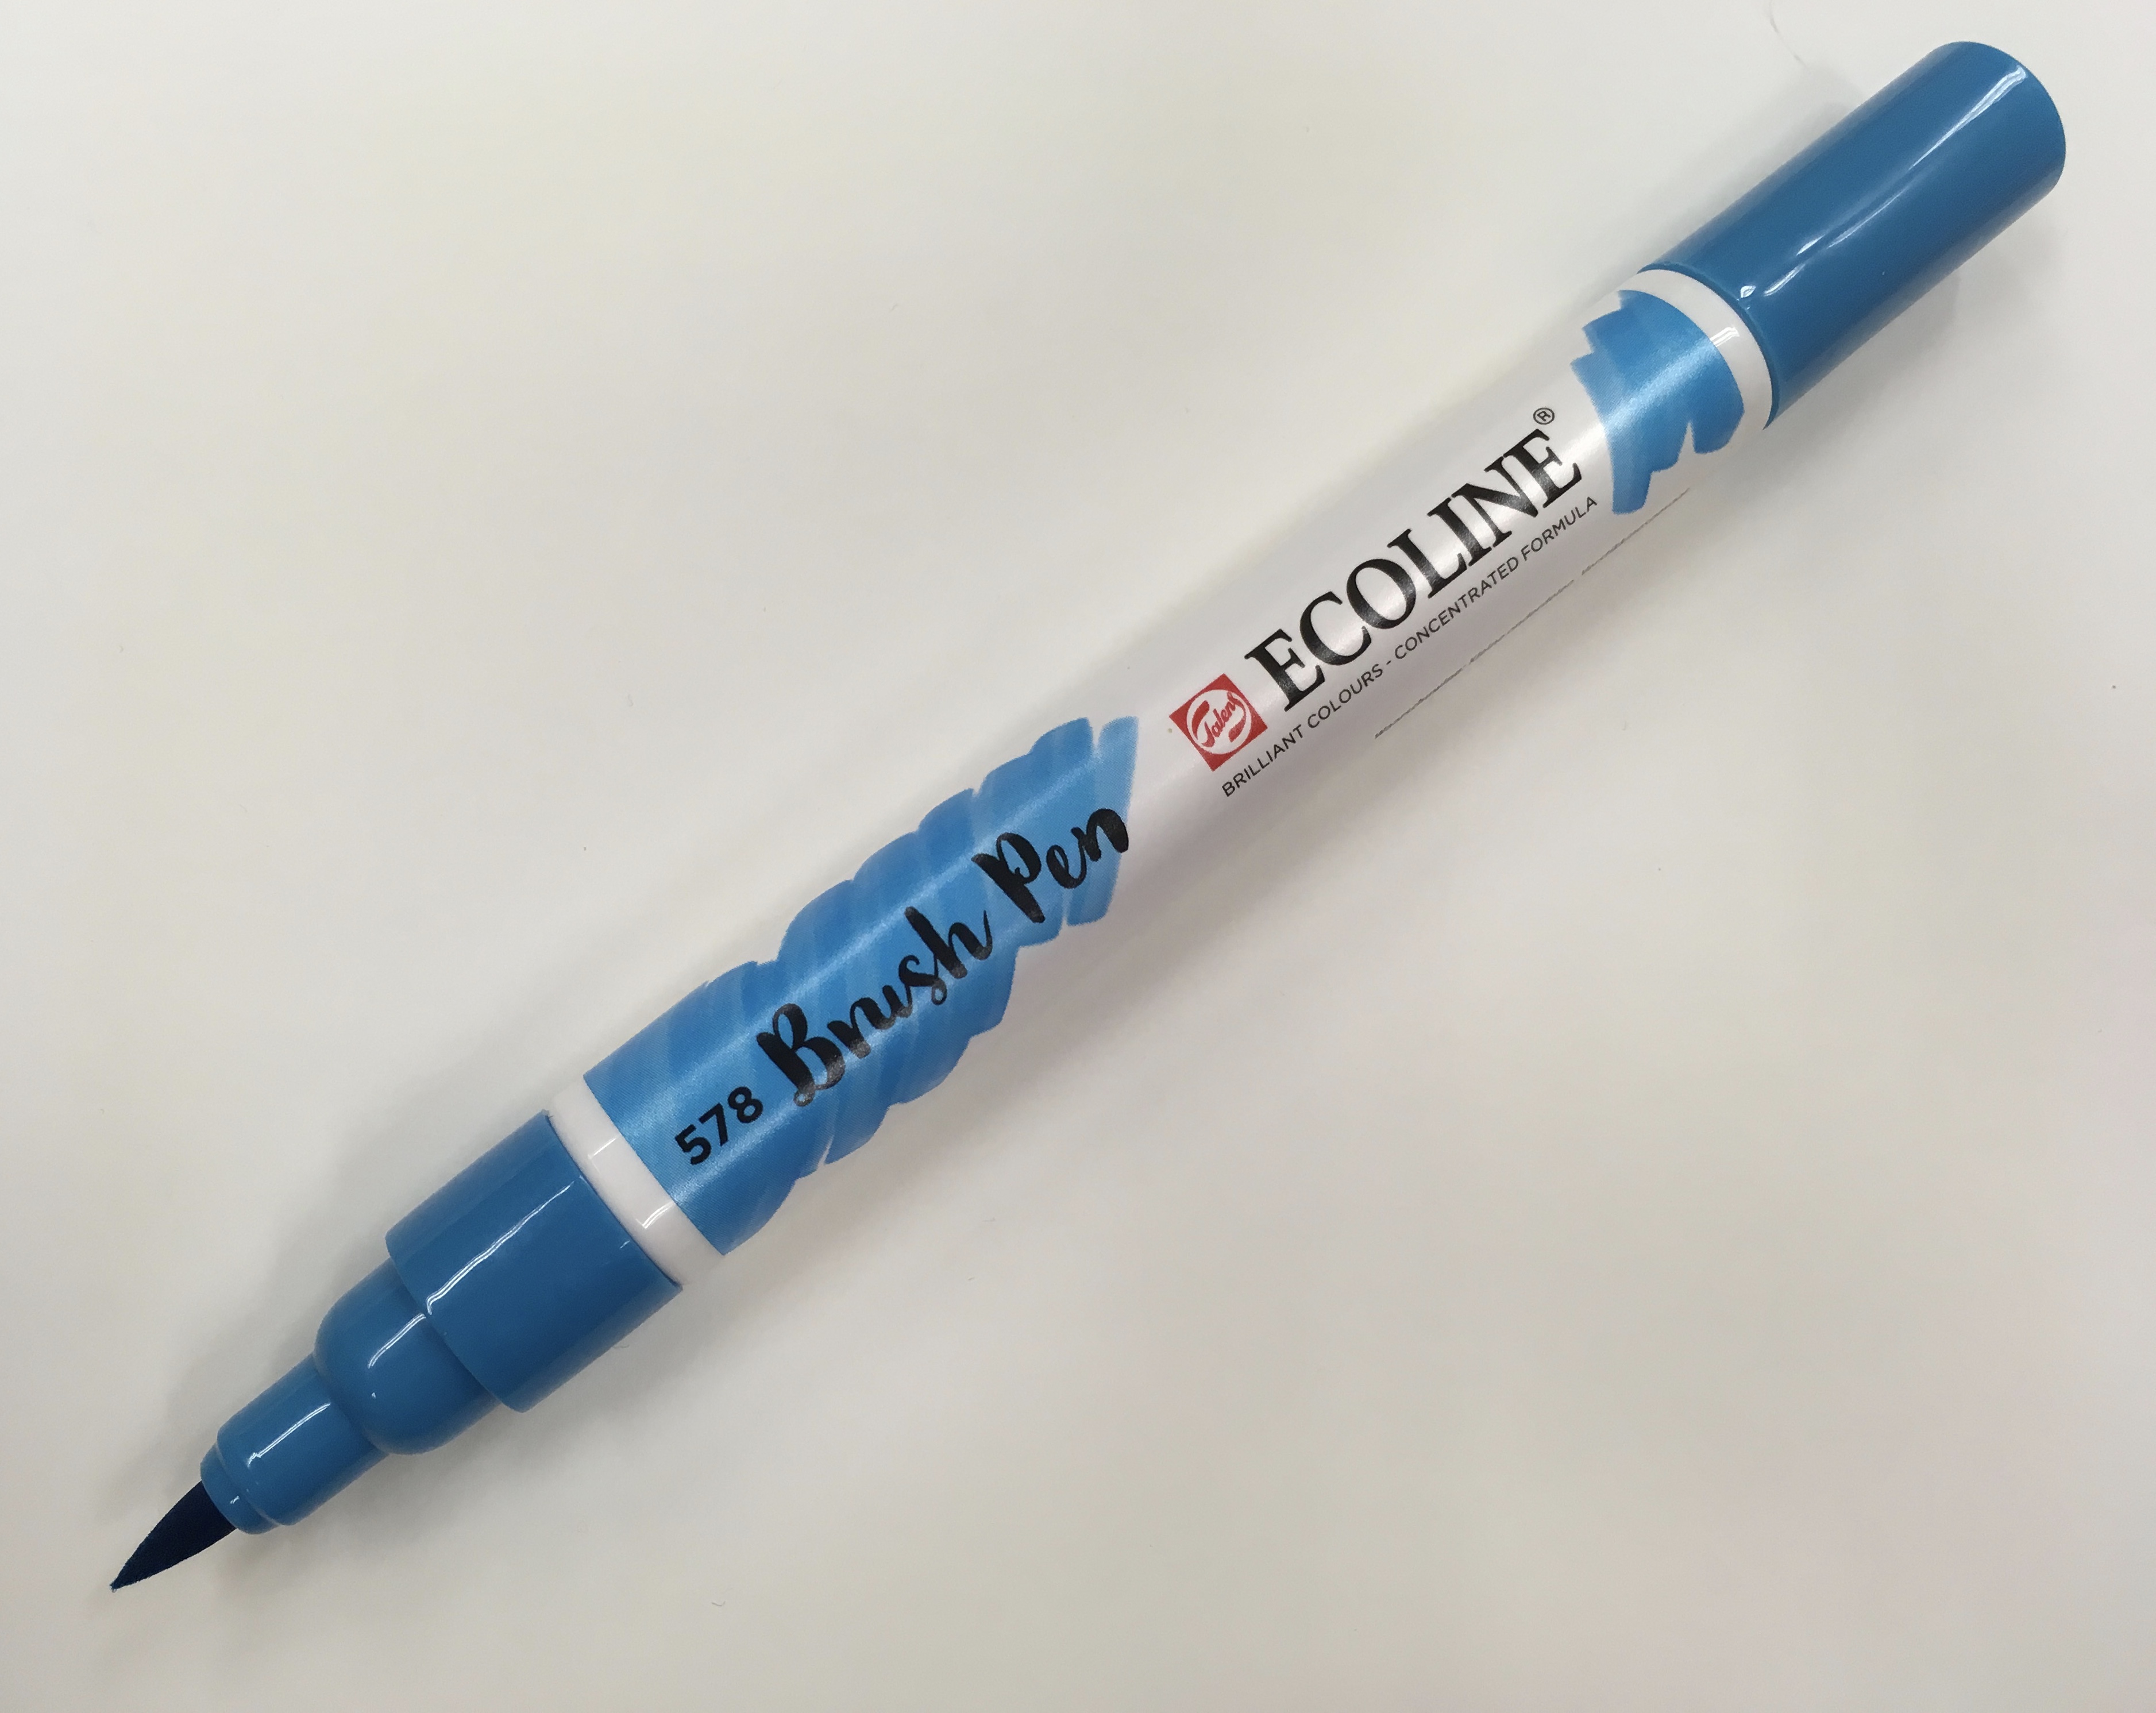 578 Brush Pen
Talens
ECOLINE®
BRILLIANT COLOURS - CONCENTRATED FORMULA